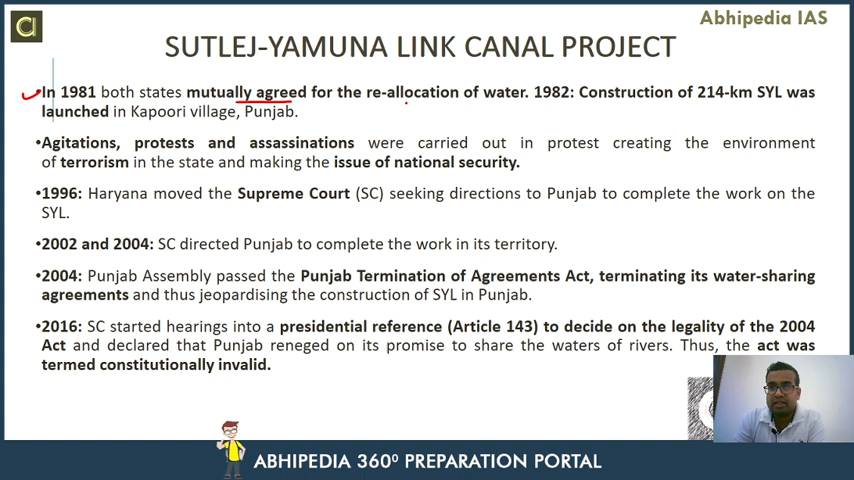 Abhipedia IAS
SUTLEJ-YAMUNA LINK CANAL PROJECT
•In 1981 both states mutually agreed for the re-allocation of water. 1982: Construction of 214-km SYL was
launched in Kapoori village, Punjab.
•Agitations, protests and assassinations were carried out in protest creating the environment
of terrorism in the state and making the issue of national security.
•1996: Haryana moved the Supreme Court (SC) seeking directions to Punjab to complete the work on the
SYL.
•2002 and 2004: SC directed Punjab to complete the work in its territory.
•2004: Punjab Assembly passed the Punjab Termination of Agreements Act, terminating its water-sharing
agreements and thus jeopardising the construction of SYL in Punjab.
•2016: SC started hearings into a presidential reference (Article 143) to decide on the legality of the 2004
Act and declared that Punjab reneged on its promise to share the waters of rivers. Thus, the act was
termed constitutionally invalid.
ABHIPEDIA 360⁰ PREPARATION PORTAL